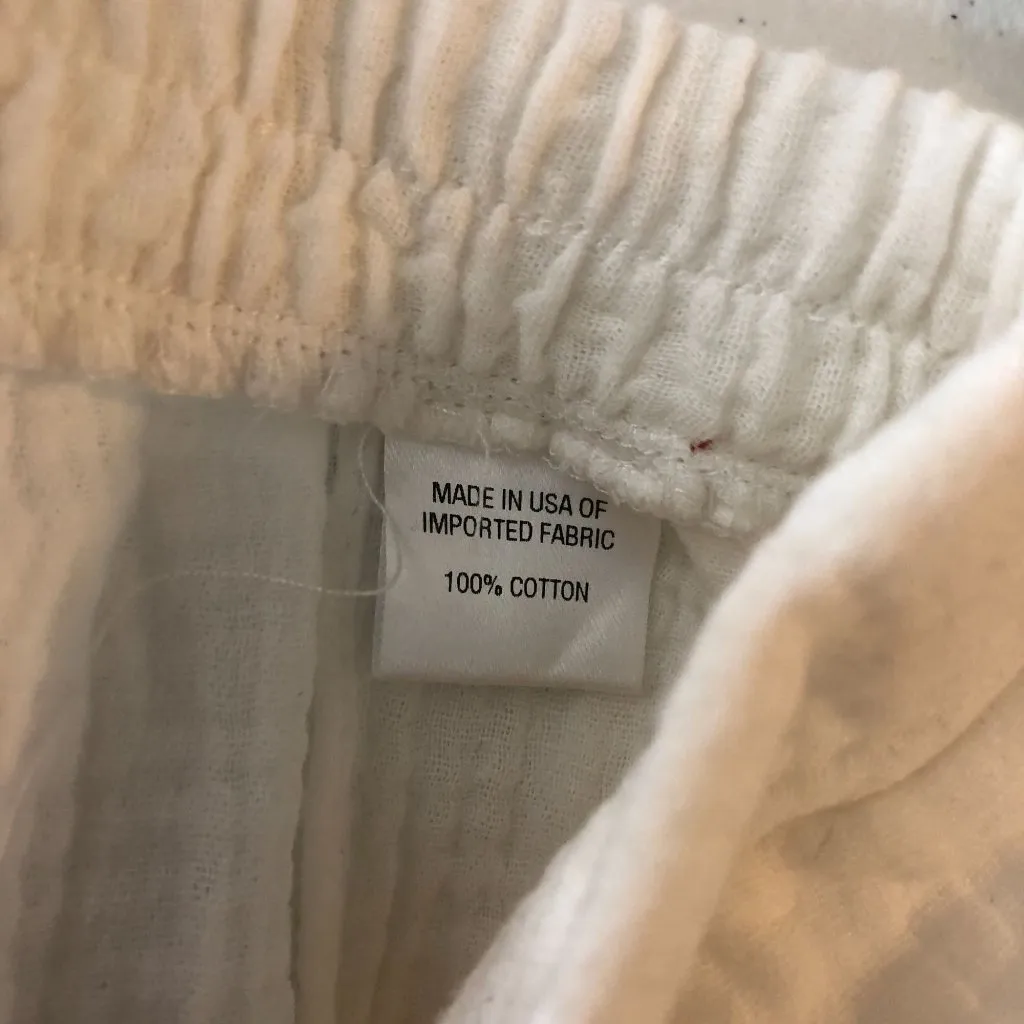 MADE IN USA OF
IMPORTED FABRIC
100% COTTON